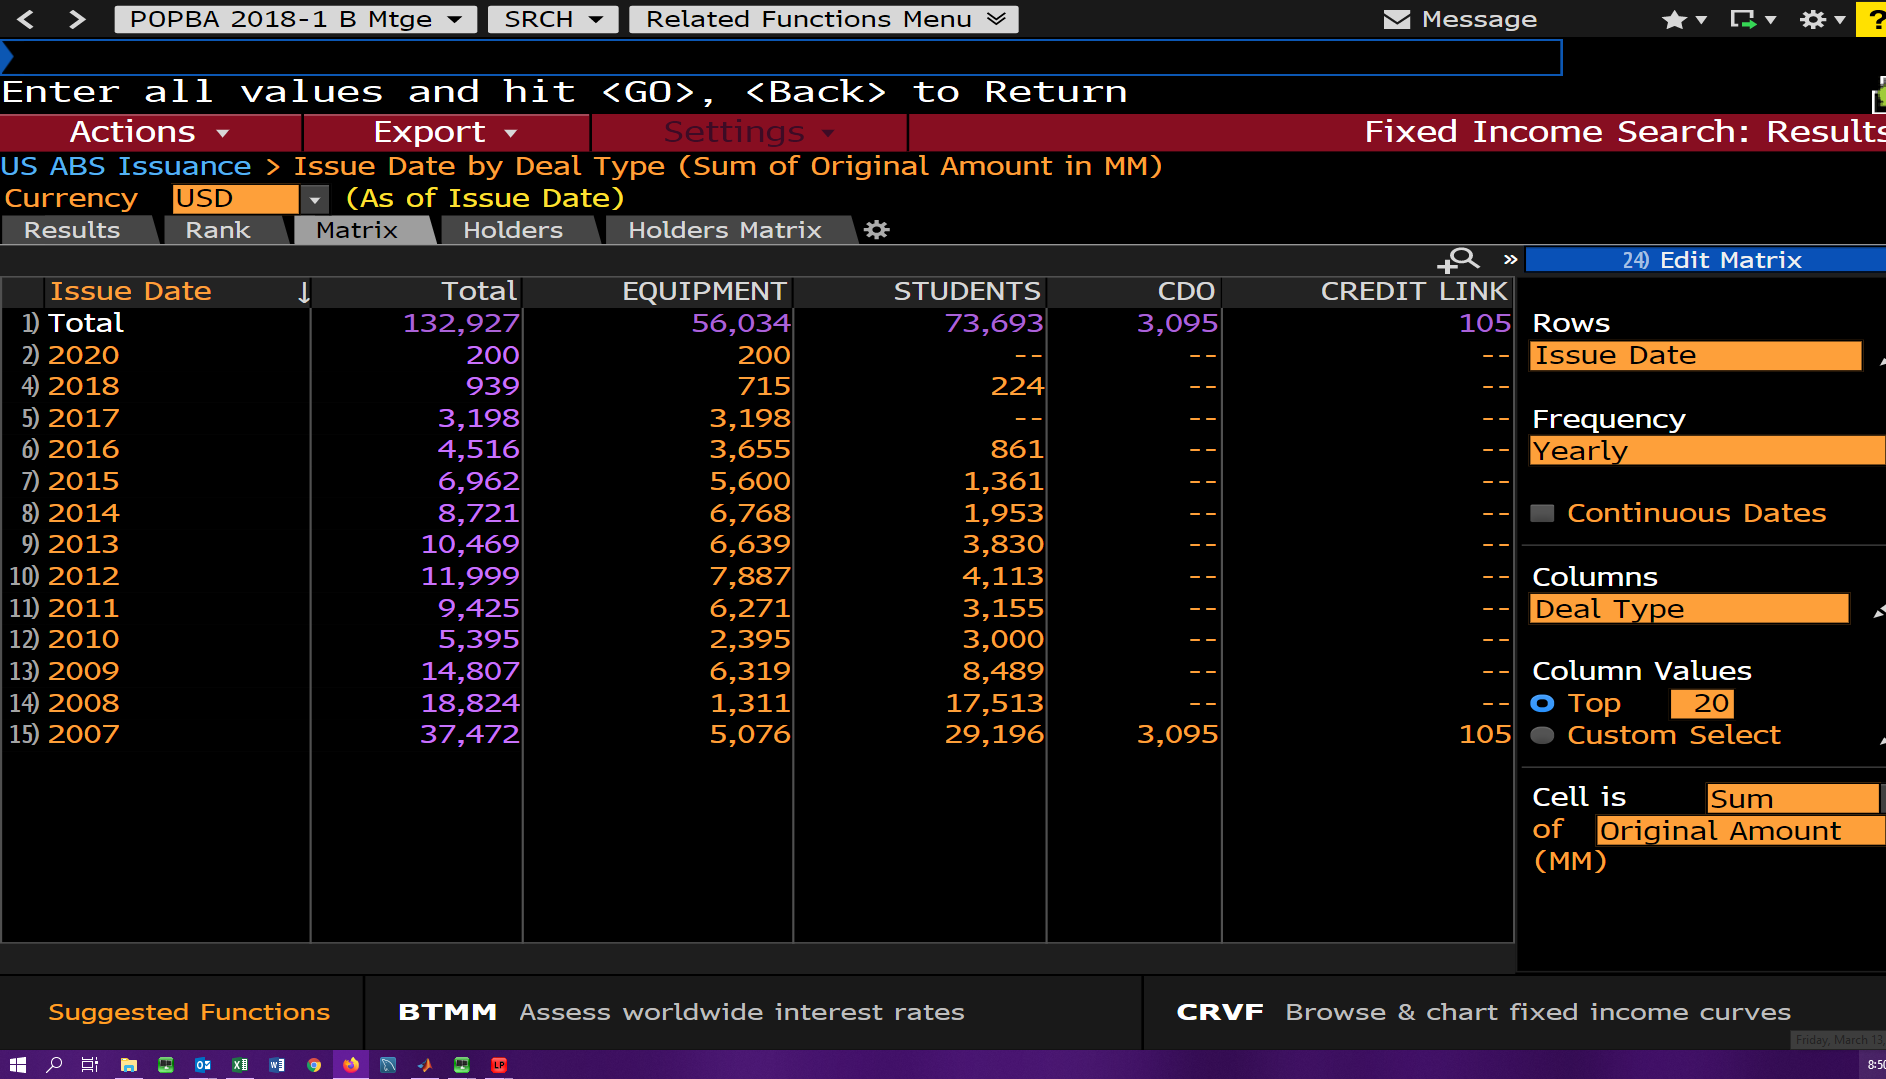 POPBA 2018-1 B Mtge SRCH Related Functions Menu Message ?
Enter all values and hit <GO>, <Back> to Return
Actions Export Settings Fixed Income Search: Results
US ABS Issuance > Issue Date by Deal Type (Sum of Original Amount in MM)
Currency USD (As of Issue Date)
Results Rank Matrix Holders Holders Matrix
» 24) Edit Matrix
Issue Date ↓ Total EQUIPMENT STUDENTS CDO CREDIT LINK
1) Total 132,927 56,034 73,693 3,095 105
2) 2020 200 200 -- -- --
4) 2018 939 715 224 -- --
5) 2017 3,198 3,198 -- -- --
6) 2016 4,516 3,655 861 -- --
7) 2015 6,962 5,600 1,361 -- --
8) 2014 8,721 6,768 1,953 -- --
9) 2013 10,469 6,639 3,830 -- --
10) 2012 11,999 7,887 4,113 -- --
11) 2011 9,425 6,271 3,155 -- --
12) 2010 5,395 2,395 3,000 -- --
13) 2009 14,807 6,319 8,489 -- --
14) 2008 18,824 1,311 17,513 -- --
15) 2007 37,472 5,076 29,196 3,095 105
Rows
Issue Date
Frequency
Yearly
Continuous Dates
Columns
Deal Type
Column Values
Top 20
Custom Select
Cell is Sum
of Original Amount
(MM)
Suggested Functions BTMM Assess worldwide interest rates CRVF Browse & chart fixed income curves
Friday, March 13,
8:50